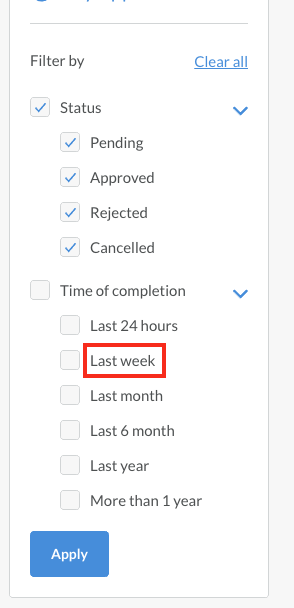 Filter by
Clear all
Status
Pending
Approved
Rejected
Cancelled
Time of completion
Last 24 hours
Last week
Last month
Last 6 month
Last year
More than 1 year
Apply